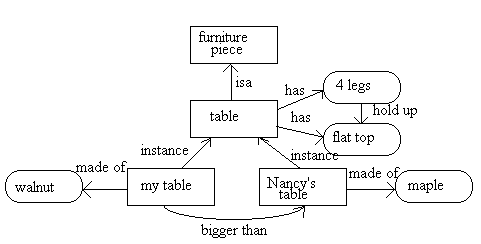 furniture
piece
isa
has
4 legs
table
has
hold up
flat top
instance
instance
walnut
made of
my table
Nancy's
table
made of
maple
bigger than